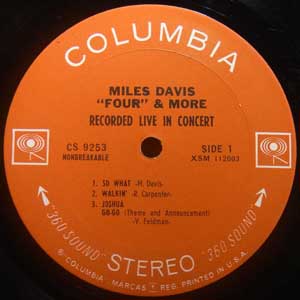 COLUMBIA
MILES DAVIS
"FOUR" & MORE
RECORDED LIVE IN CONCERT
CS 9253
NONBREAKABLE
SIDE 1
XSM 112003
1. SO WHAT -M. Davis-
2. WALKIN' -R. Carpenter-
3. JOSHUA
GO-GO (Theme and Announcement)
-V. Feldman-
"360 SOUND" STEREO "360 SOUND"
® COLUMBIA - MARCAS ® REG. PRINTED IN U.S.A.